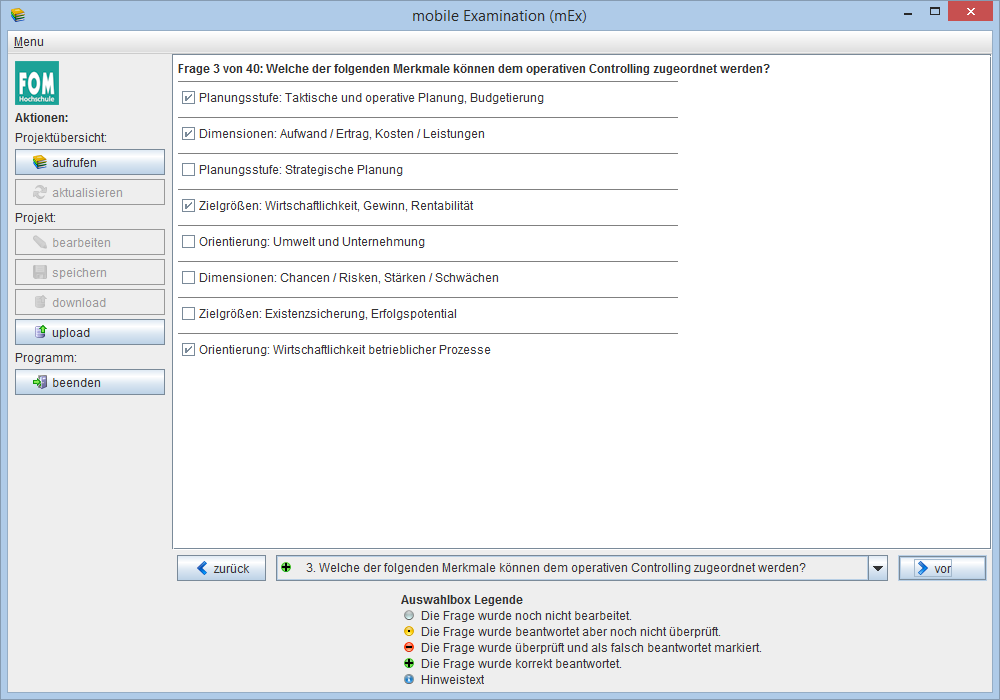 mobile Examination (mEx)
Menu
FOM
Hochschule
Aktionen:
Projektübersicht:
aufrufen
aktualisieren
Projekt:
bearbeiten
speichern
download
upload
Programm:
beenden
Frage 3 von 40: Welche der folgenden Merkmale können dem operativen Controlling zugeordnet werden?
Planungsstufe: Taktische und operative Planung, Budgetierung
Dimensionen: Aufwand / Ertrag, Kosten / Leistungen
Planungsstufe: Strategische Planung
Zielgrößen: Wirtschaftlichkeit, Gewinn, Rentabilität
Orientierung: Umwelt und Unternehmung
Dimensionen: Chancen / Risken, Stärken / Schwächen
Zielgrößen: Existenzsicherung, Erfolgspotential
Orientierung: Wirtschaftlichkeit betrieblicher Prozesse
zurück
3. Welche der folgenden Merkmale können dem operativen Controlling zugeordnet werden?
vor
Auswahlbox Legende
Die Frage wurde noch nicht bearbeitet.
Die Frage wurde beantwortet aber noch nicht überprüft.
Die Frage wurde überprüft und als falsch beantwortet markiert.
Die Frage wurde korrekt beantwortet.
Hinweistext